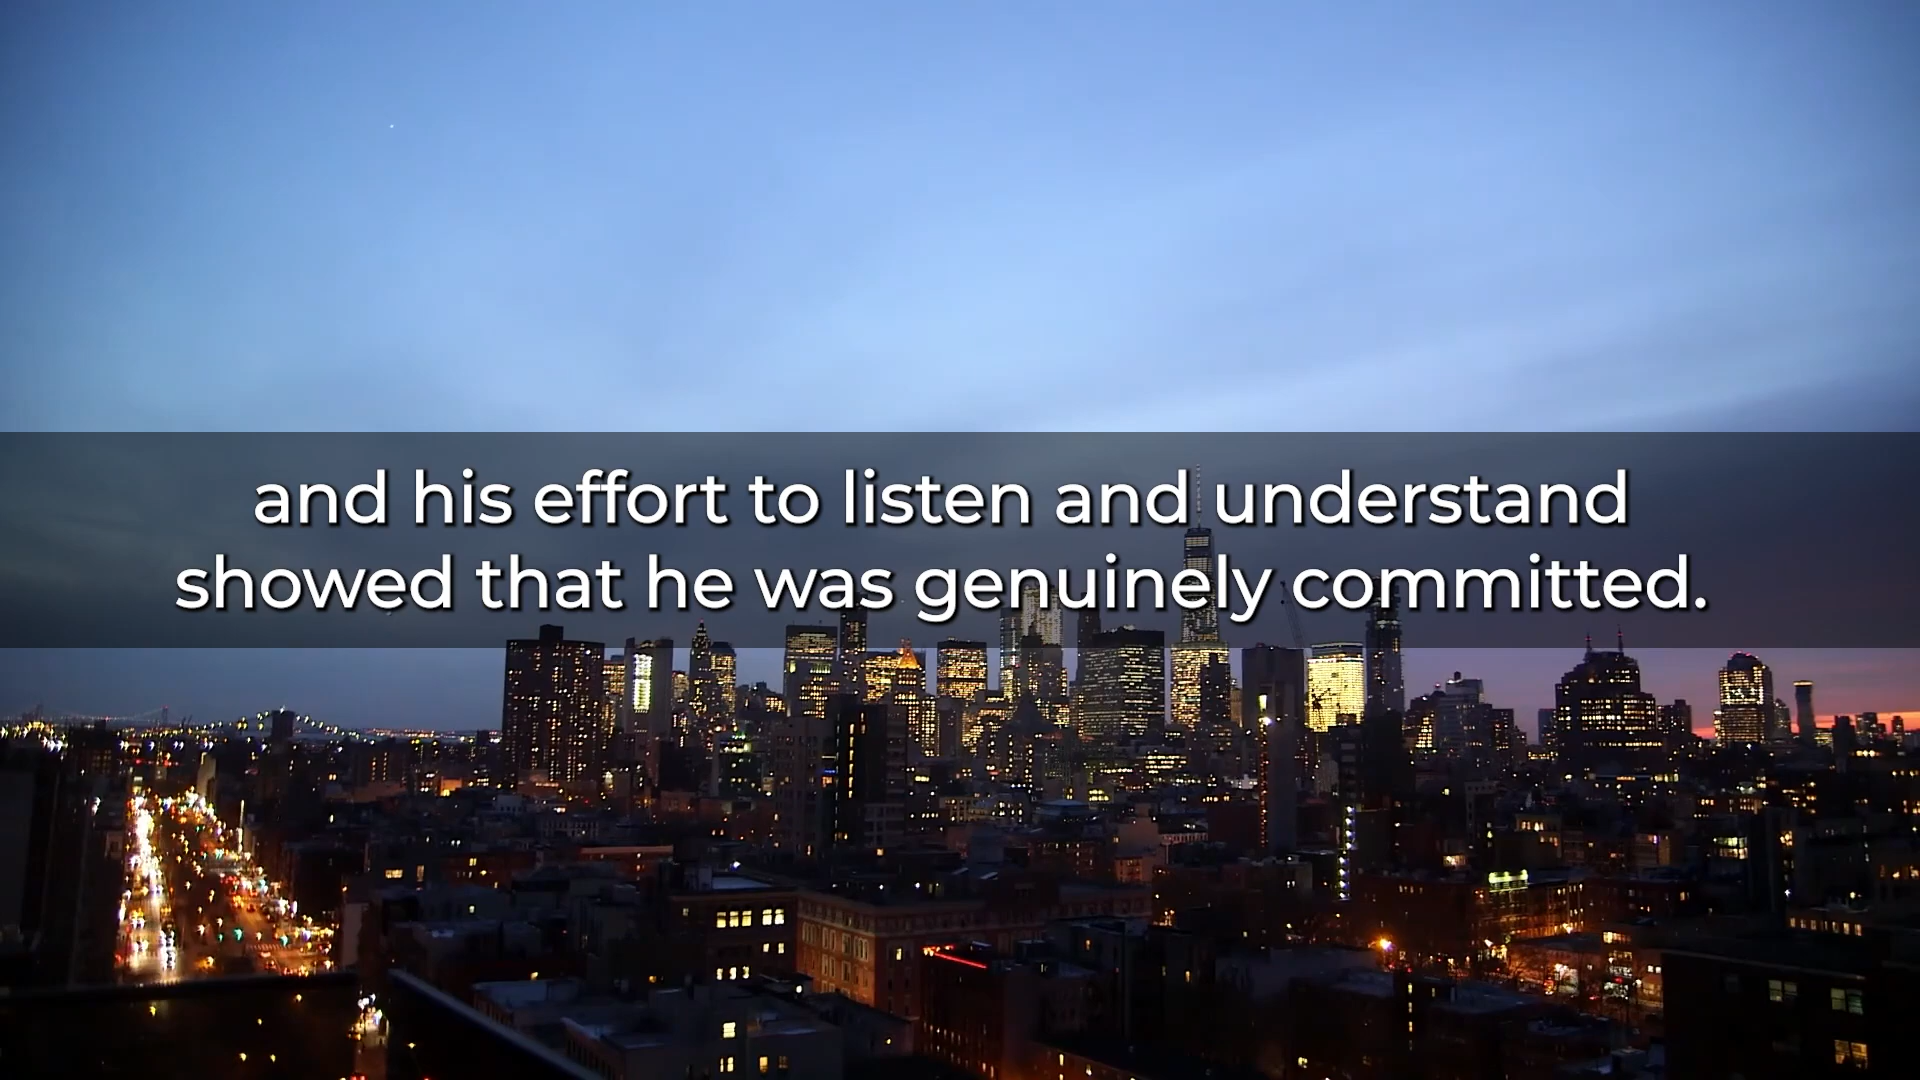 and his effort to listen and understand
showed that he was genuinely committed.